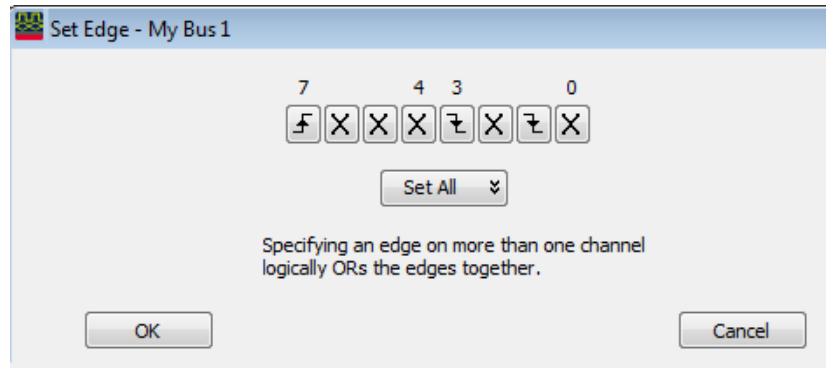 Set Edge - My Bus 1
7 4 3 0
X X X X X
Set All
Specifying an edge on more than one channel
logically ORs the edges together.
OK Cancel